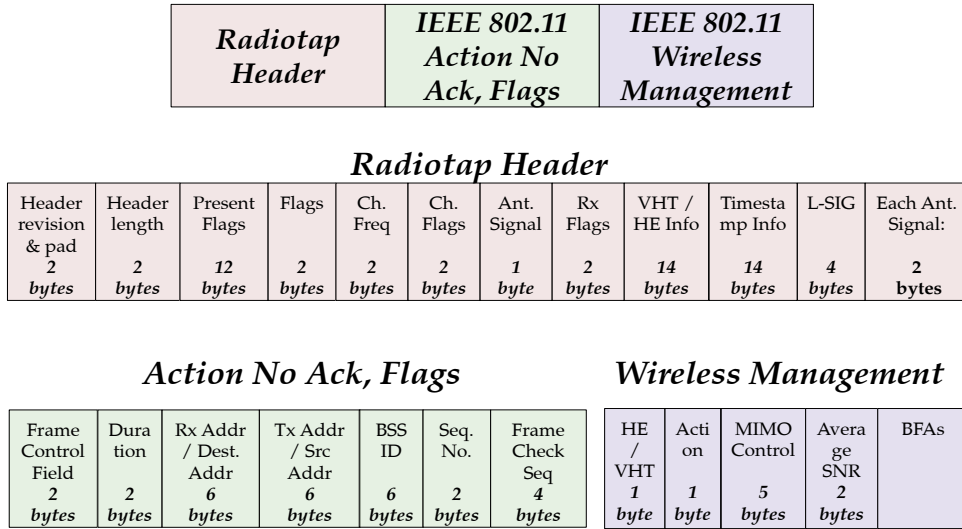 Radiotap
Header
IEEE 802.11
Action No
Ack, Flags
IEEE 802.11
Wireless
Management
Radiotap Header
Header
revision
& pad
2
bytes
Header
length
2
bytes
Present
Flags
12
bytes
Flags
2
bytes
Ch.
Freq
2
bytes
Ch.
Flags
2
bytes
Ant.
Signal
1
byte
Rx
Flags
2
bytes
VHT /
HE Info
14
bytes
Timesta
mp Info
14
bytes
L-SIG
4
bytes
Each Ant.
Signal:
2
bytes
Action No Ack, Flags
Frame
Control
Field
2
bytes
Dura
tion
2
bytes
Rx Addr
/ Dest.
Addr
6
bytes
Tx Addr
/ Src
Addr
6
bytes
BSS
ID
6
bytes
Seq.
No.
2
bytes
Frame
Check
Seq
4
bytes
Wireless Management
HE
/
VHT
1
byte
Acti
on
1
byte
MIMO
Control
5
bytes
Avera
ge
SNR
2
bytes
BFAs